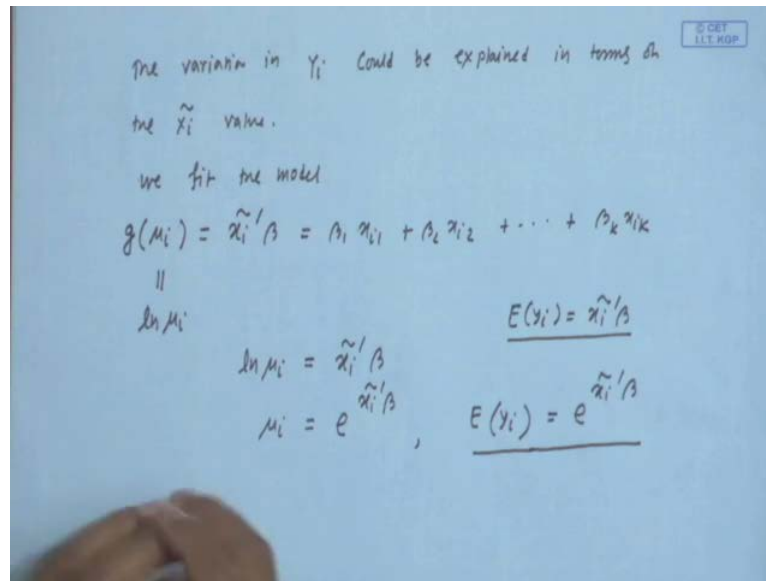 © CET
I.I.T. KGP
The variation in Yi could be explained in terms of
the x̃i value.
we fit the model
g(μi) = x̃i'β = β1 xi1 + β2 xi2 + ··· + βk xik
||
ln μi
E(yi) = x̃i'β
ln μi = x̃i'β
μi = e^x̃i'β , E(yi) = e^x̃i'β